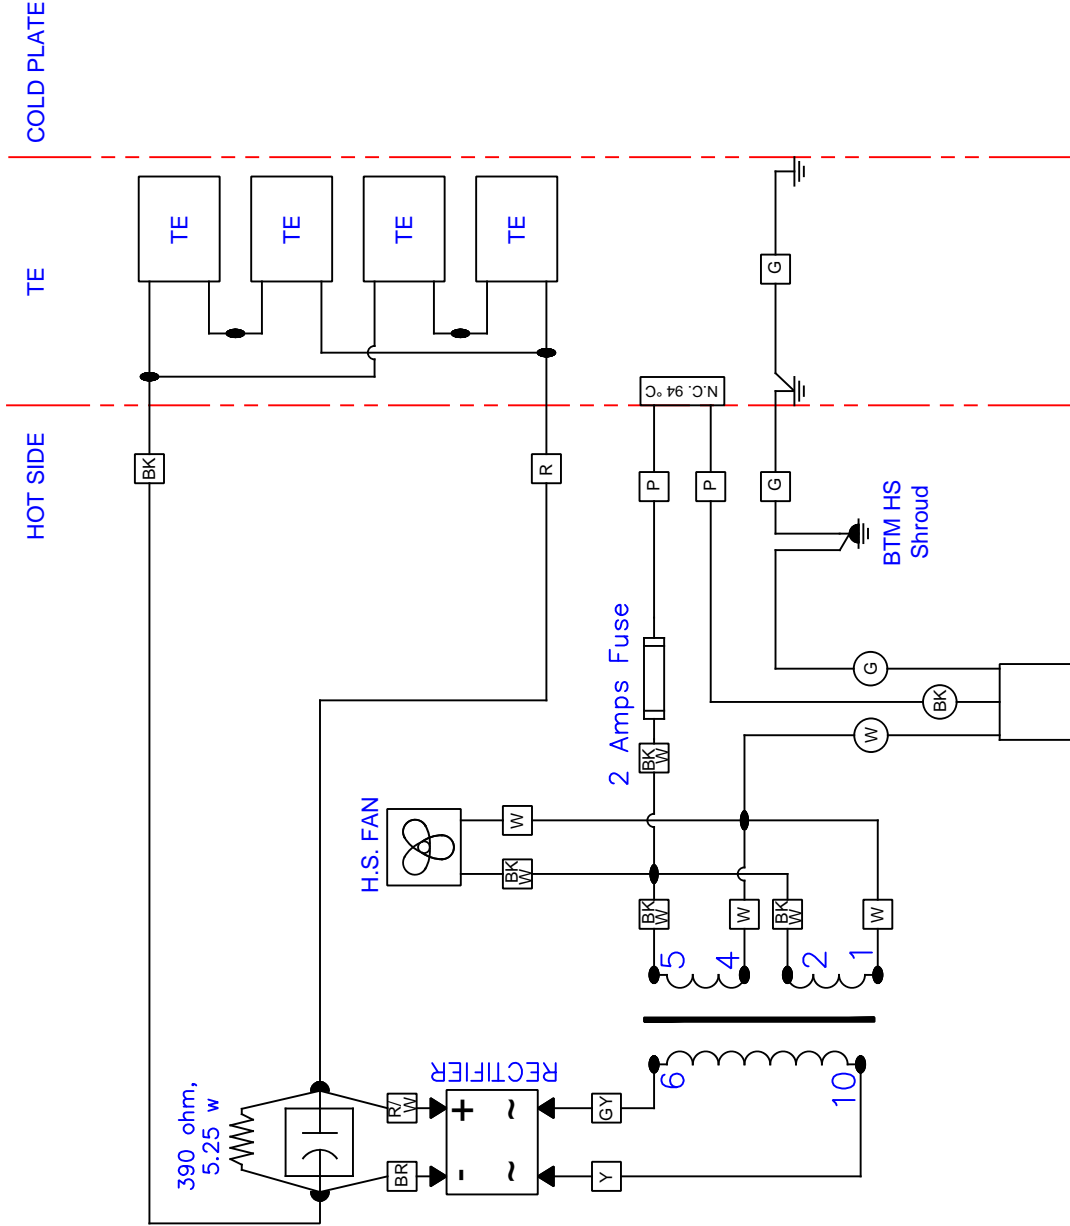 COLD PLATE
TE
HOT SIDE
TE
TE
TE
TE
BK
R
N.C. 94 °C
P
P
G
G
BTM HS
Shroud
2 Amps Fuse
BK
W
G
BK
W
H.S. FAN
W
BK
W
BK
W
W
BK
W
W
5
4
2
1
6
10
RECTIFIER
+
-
~
~
R/
W
BR
GY
Y
390 ohm,
5.25 w